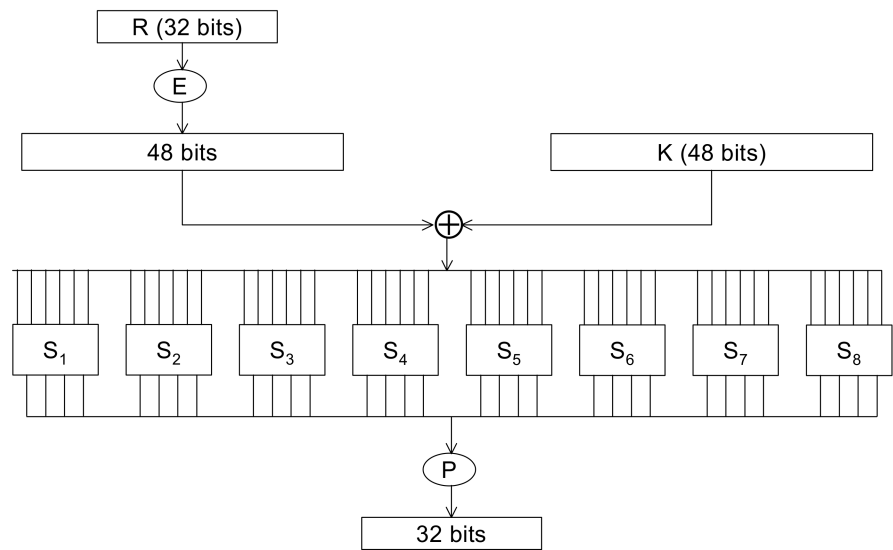 R (32 bits)
E
48 bits
K (48 bits)
S₁ S₂ S₃ S₄ S₅ S₆ S₇ S₈
P
32 bits